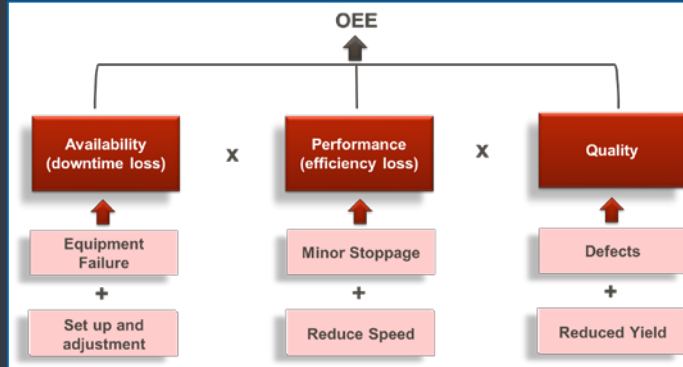 OEE
Availability
(downtime loss)
x
Performance
(efficiency loss)
x
Quality
Equipment
Failure
Minor Stoppage
Defects
+
+
+
Set up and
adjustment
Reduce Speed
Reduced Yield